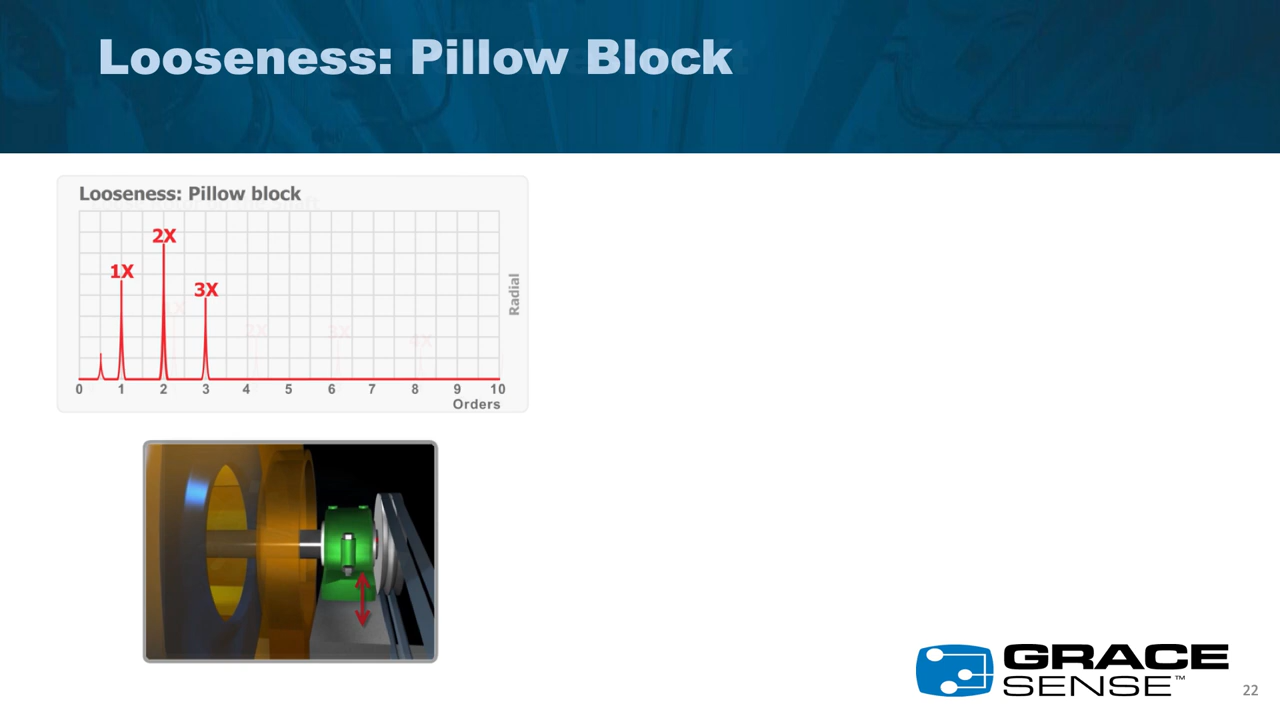 Looseness: Pillow Block
Looseness: Pillow block
2X
1X
3X
Radial
0 1 2 3 4 5 6 7 8 9 10
Orders
GRACE
SENSE™
22